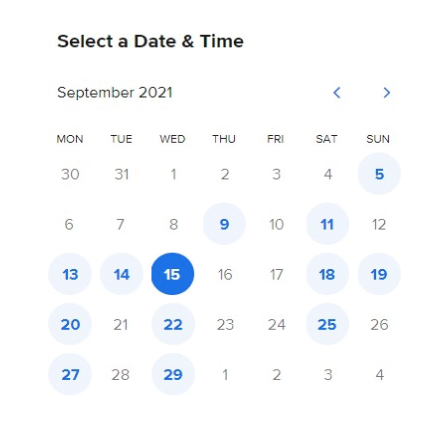 Select a Date & Time
September 2021
MON TUE WED THU FRI SAT SUN
30 31 1 2 3 4 5
6 7 8 9 10 11 12
13 14 15 16 17 18 19
20 21 22 23 24 25 26
27 28 29 1 2 3 4